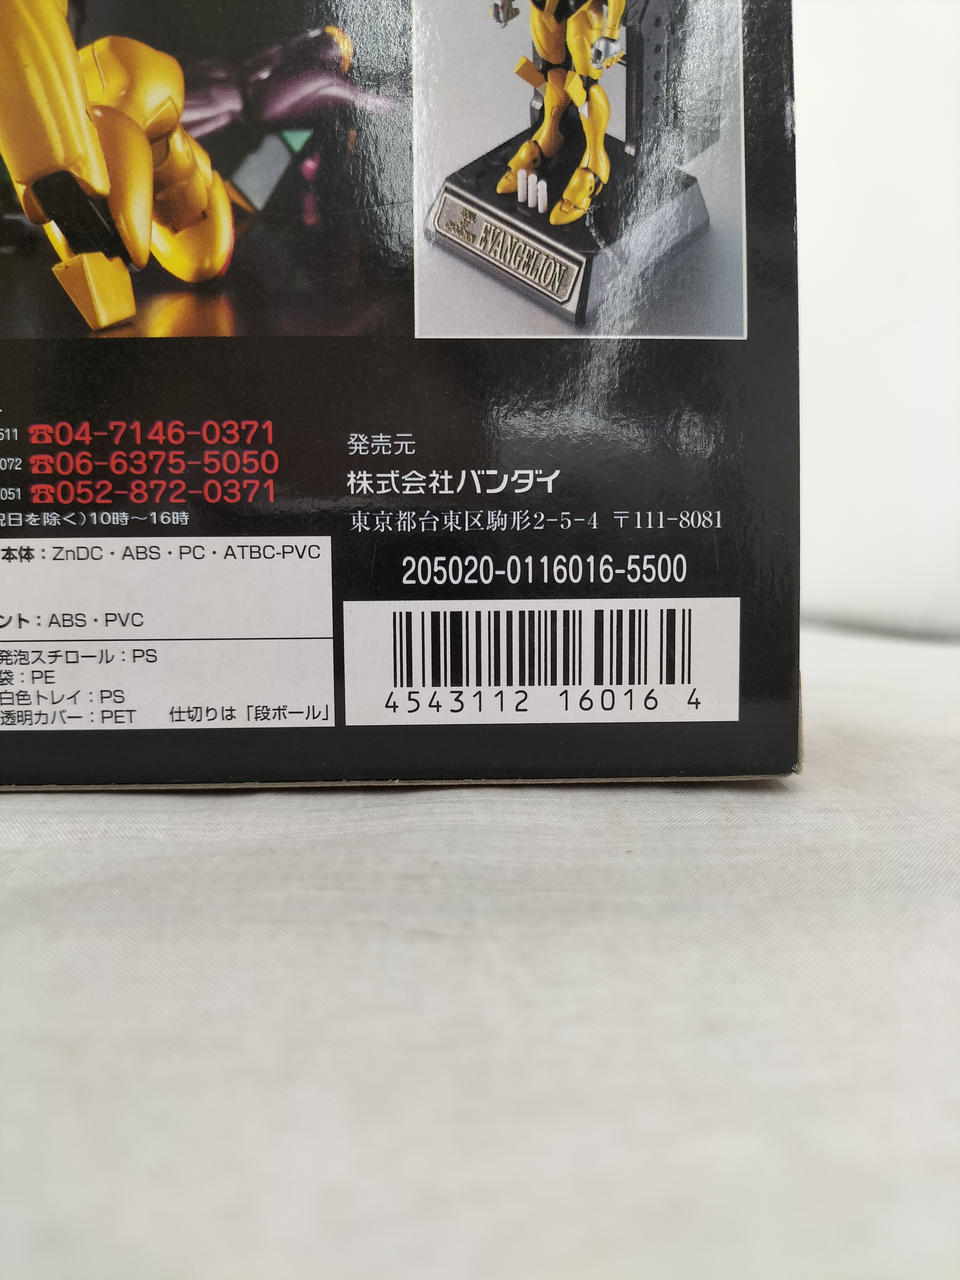 EVANGELION
511 ☎04-7146-0371
072 ☎06-6375-5050
051 ☎052-872-0371
祝日を除く)10時〜16時
本体：ZnDC・ABS・PC・ATBC-PVC
ント：ABS・PVC
発泡スチロール：PS
袋：PE
白色トレイ：PS
透明カバー：PET 仕切りは「段ボール」
発売元
株式会社バンダイ
東京都台東区駒形2-5-4 〒111-8081
205020-0116016-5500
4543112 16016 4